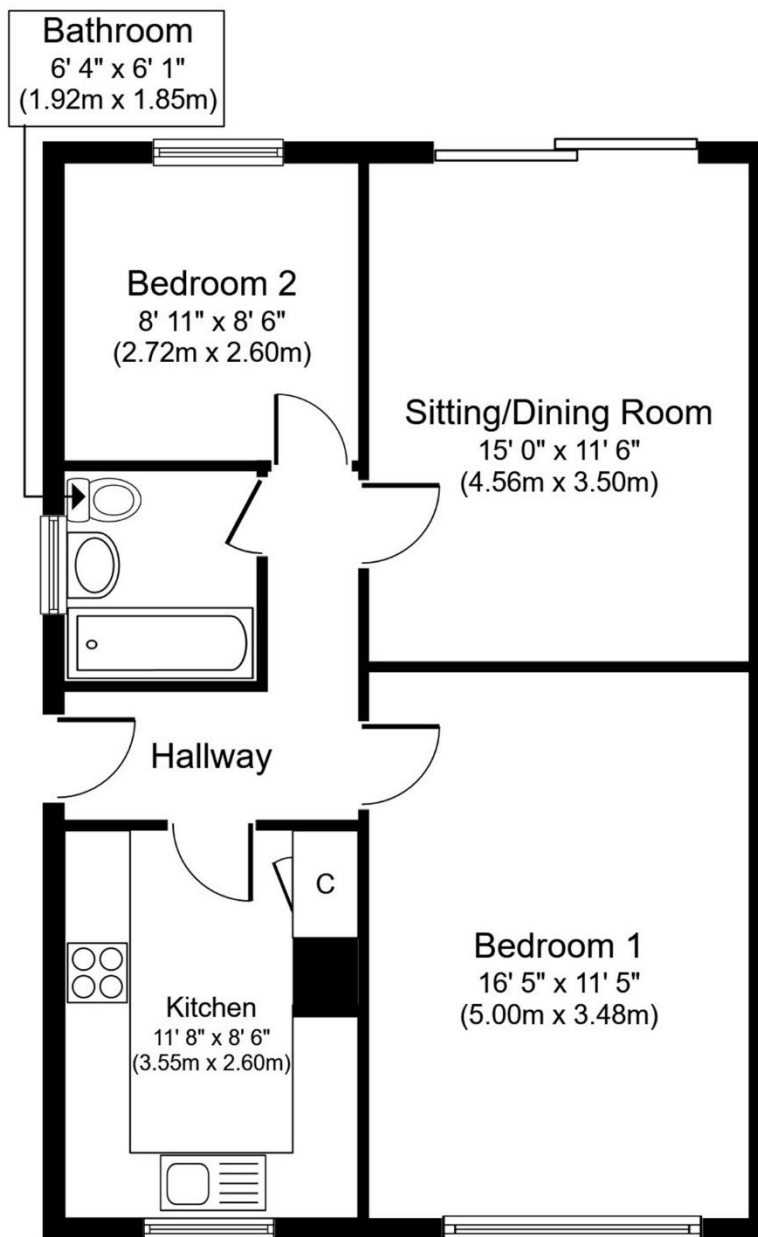 Bathroom
6' 4" x 6' 1"
(1.92m x 1.85m)
Bedroom 2
8' 11" x 8' 6"
(2.72m x 2.60m)
Sitting/Dining Room
15' 0" x 11' 6"
(4.56m x 3.50m)
Hallway
C
Kitchen
11' 8" x 8' 6"
(3.55m x 2.60m)
Bedroom 1
16' 5" x 11' 5"
(5.00m x 3.48m)